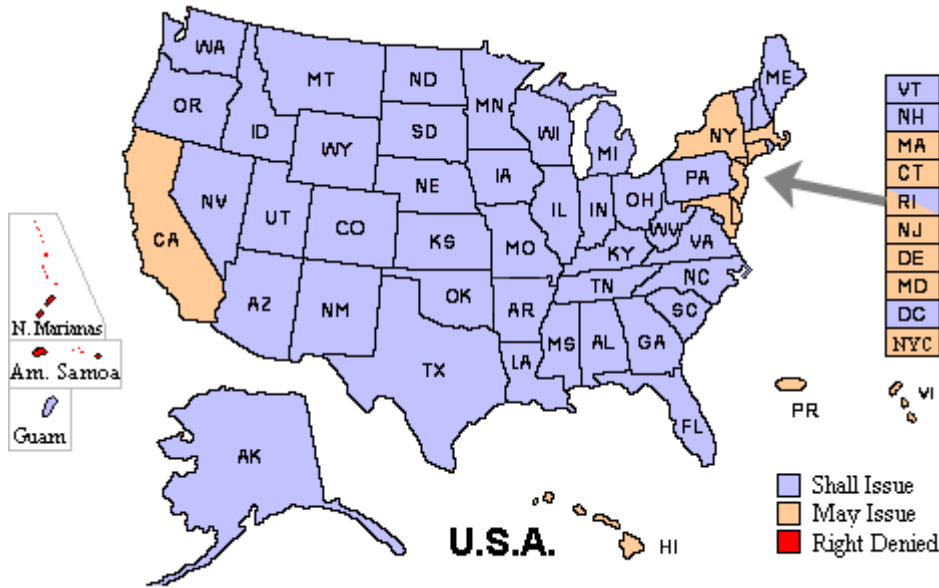 WA
MT
ND
MN
ME
OR
ID
SD
WI
MI
NY
WY
IA
NE
PA
NV
UT
CO
IL
IN
OH
WV
VA
CA
KS
MO
KY
AZ
NM
OK
TN
NC
AR
SC
TX
LA
MS
AL
GA
FL
AK
HI
U.S.A.
N. Marianas
Am. Samoa
Guam
VT
NH
MA
CT
RI
NJ
DE
MD
DC
NYC
PR
VI
Shall Issue
May Issue
Right Denied